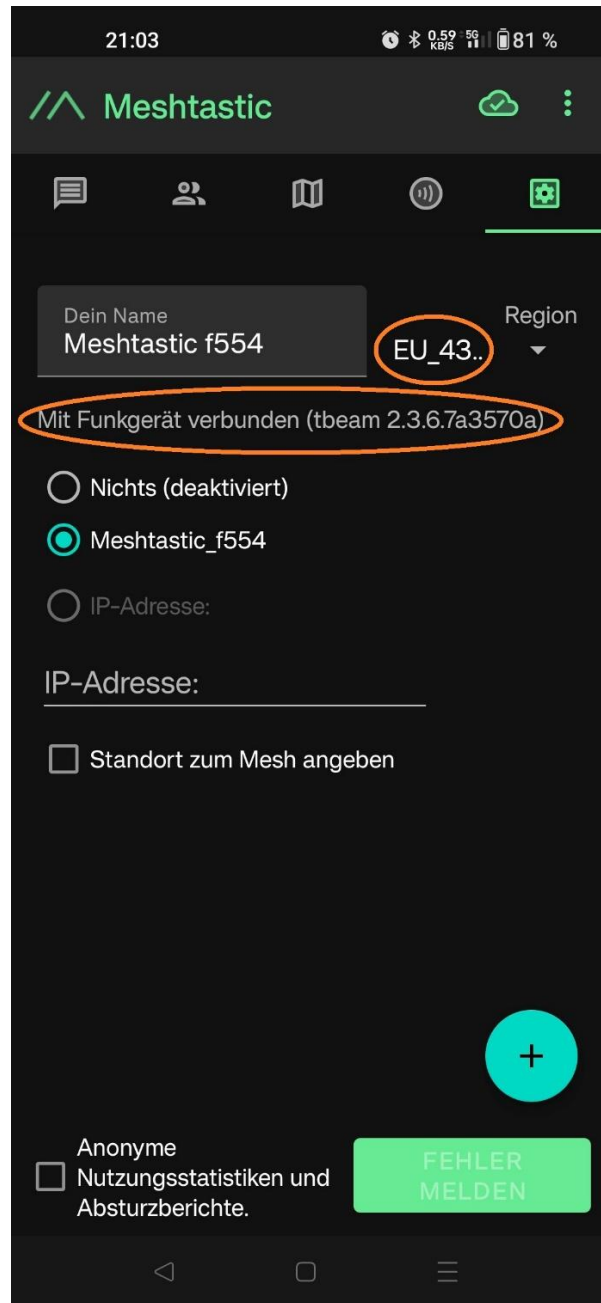 21:03
0.59 KB/S 5G 81 %
Meshtastic
Dein Name
Meshtastic f554
EU_43..
Region
Mit Funkgerät verbunden (tbeam 2.3.6.7a3570a)
Nichts (deaktiviert)
Meshtastic_f554
IP-Adresse:
IP-Adresse:
Standort zum Mesh angeben
+
Anonyme
Nutzungsstatistiken und
Absturzberichte.
FEHLER
MELDEN